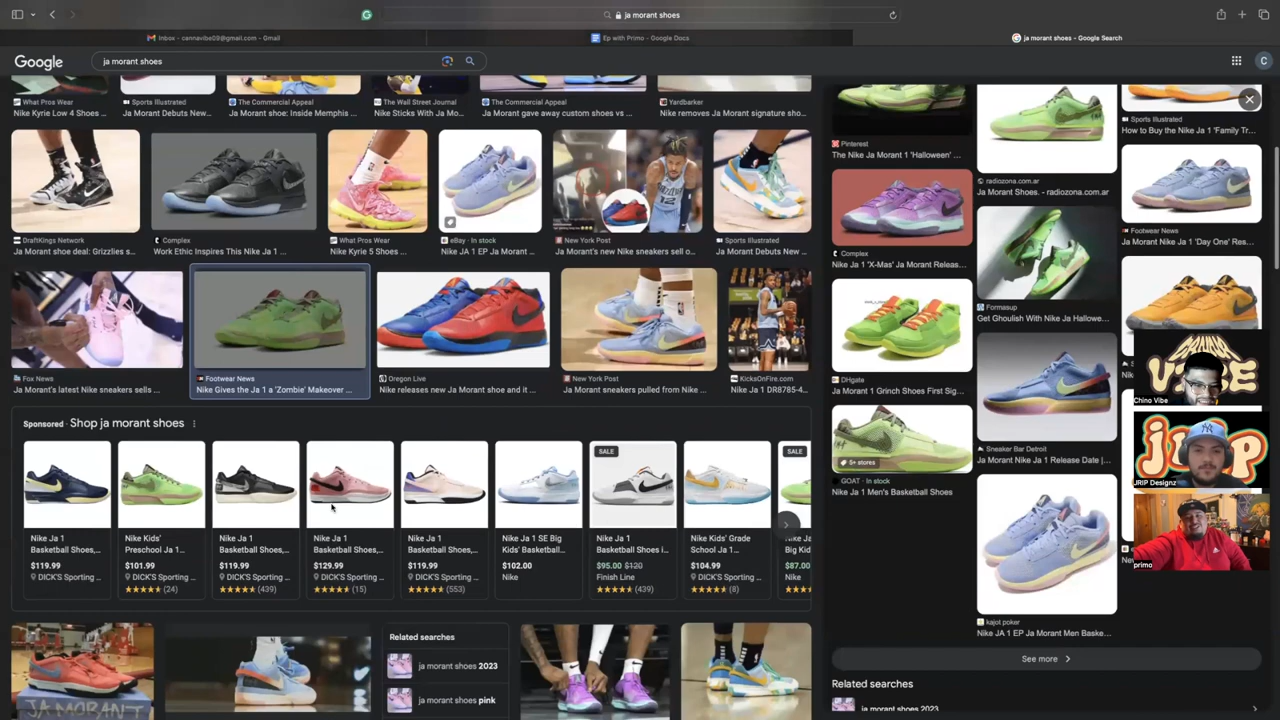 ja morant shoes
Inbox - cannavibe03@gmail.com - Gmail
Ep with Primo - Google Docs
ja morant shoes - Google Search
Google
ja morant shoes
C
What Pros Wear
Nike Kyrie Low 4 Shoes ...
Sports Illustrated
Ja Morant Debuts New...
The Commercial Appeal
Ja Morant shoe: Inside Memphis ...
The Wall Street Journal
Nike Sticks With Ja Mo...
The Commercial Appeal
Ja Morant gave away custom shoes vs ...
Yardbarker
Nike removes Ja Morant signature sho...
DraftKings Network
Ja Morant shoe deal: Grizzlies s...
Complex
Work Ethic Inspires This Nike Ja 1 ...
What Pros Wear
Nike Kyrie 5 Shoes ...
eBay · In stock
Nike JA 1 EP Ja Morant ...
New York Post
Ja Morant's new Nike sneakers sell o...
Sports Illustrated
Ja Morant Debuts New...
Fox News
Ja Morant's latest Nike sneakers sells ...
Footwear News
Nike Gives the Ja 1 a 'Zombie' Makeover ...
Oregon Live
Nike releases new Ja Morant shoe and it ...
New York Post
Ja Morant sneakers pulled from Nike ...
KicksOnFire.com
Nike Ja 1 DR8785-4...
Sponsored · Shop ja morant shoes
SALE
SALE
Nike Ja 1
Basketball Shoes,...
$119.99
DICK'S Sporting ...
Nike Kids'
Preschool Ja 1...
$101.99
DICK'S Sporting ...
(24)
Nike Ja 1
Basketball Shoes,...
$119.99
DICK'S Sporting ...
(439)
Nike Ja 1
Basketball Shoes,...
$129.99
DICK'S Sporting ...
(15)
Nike Ja 1
Basketball Shoes,...
$119.99
DICK'S Sporting ...
(553)
Nike Ja 1 SE Big
Kids' Basketball...
$102.00
Nike
Nike Ja 1
Basketball Shoes i...
$95.00 $120
Finish Line
(439)
Nike Kids' Grade
School Ja 1...
$104.99
DICK'S Sporting ...
(8)
Nike Ja 1
Big Kid
$87.00
Nike
JA MORANT
Related searches
ja morant shoes 2023
ja morant shoes pink
Pinterest
The Nike Ja Morant 1 'Halloween' ...
Complex
Nike Ja 1 'X-Mas' Ja Morant Releas...
DHgate
Ja Morant 1 Grinch Shoes First Sig...
5+ stores
GOAT · In stock
Nike Ja 1 Men's Basketball Shoes
radiozona.com.ar
Ja Morant Shoes. - radiozona.com.ar
Formasup
Get Ghoulish With Nike Ja Hallowe...
Sneaker Bar Detroit
Ja Morant Nike Ja 1 Release Date |...
kajot poker
Nike JA 1 EP Ja Morant Men Baske...
Sports Illustrated
How to Buy the Nike Ja 1 'Family Tr...
Footwear News
Ja Morant Nike Ja 1 'Day One' Res...
VIBE
Chino Vibe
JRIP
JRIP Designz
primo
See more
Related searches
ja morant shoes 2023